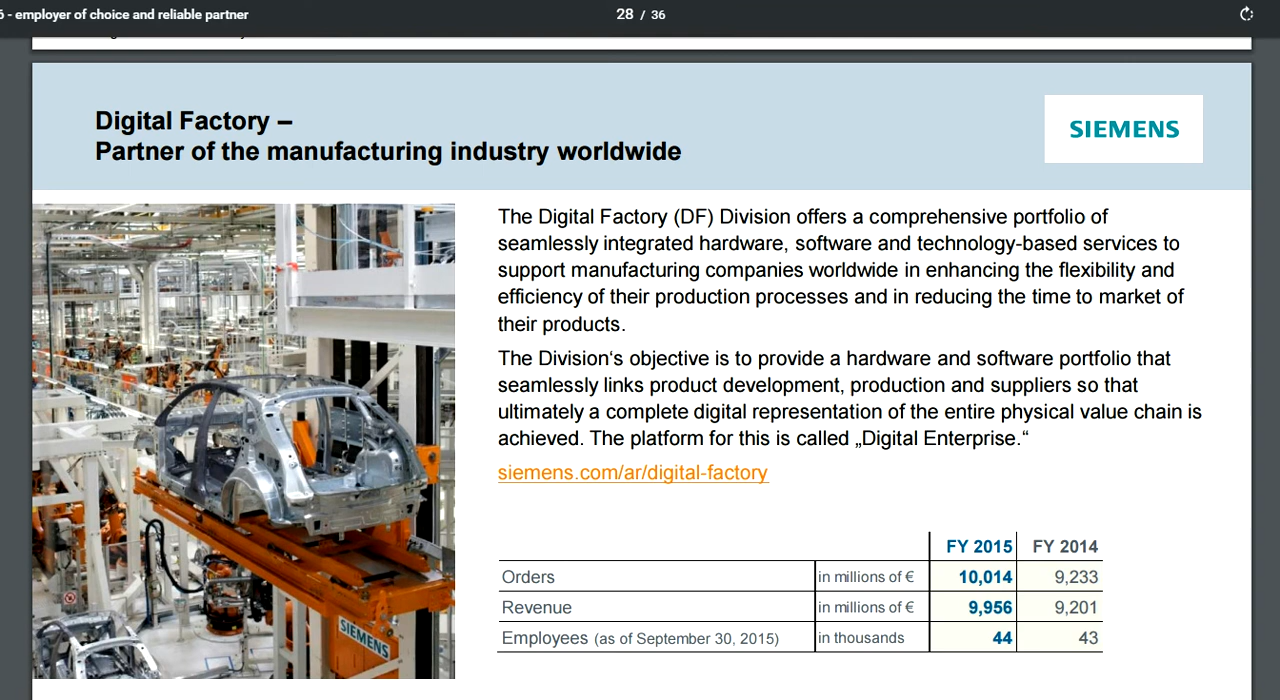 6 - employer of choice and reliable partner
28 / 36
Digital Factory –
Partner of the manufacturing industry worldwide
SIEMENS
The Digital Factory (DF) Division offers a comprehensive portfolio of
seamlessly integrated hardware, software and technology-based services to
support manufacturing companies worldwide in enhancing the flexibility and
efficiency of their production processes and in reducing the time to market of
their products.
The Division‘s objective is to provide a hardware and software portfolio that
seamlessly links product development, production and suppliers so that
ultimately a complete digital representation of the entire physical value chain is
achieved. The platform for this is called „Digital Enterprise.“
siemens.com/ar/digital-factory
SIEMENS
FY 2015 FY 2014
Orders in millions of € 10,014 9,233
Revenue in millions of € 9,956 9,201
Employees (as of September 30, 2015) in thousands 44 43